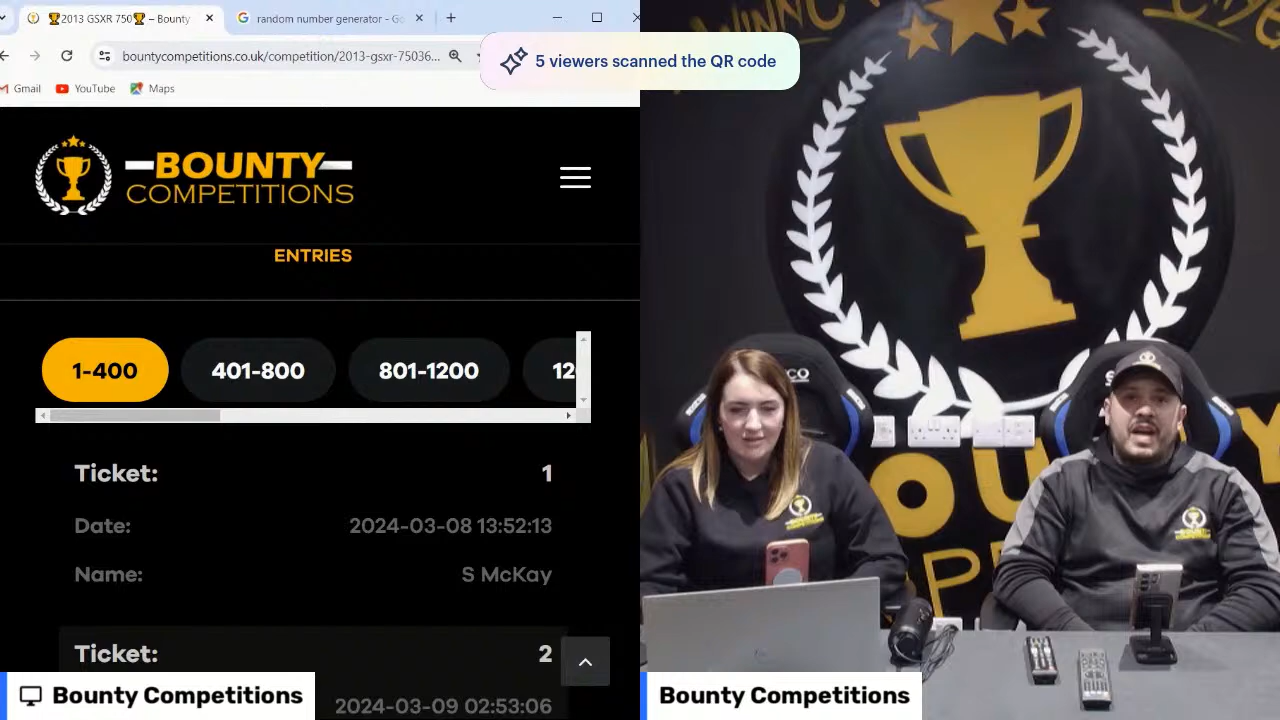 🏆2013 GSXR 750🏆 – Bounty
random number generator - Go
bountycompetitions.co.uk/competition/2013-gsxr-75036...
5 viewers scanned the QR code
Gmail
YouTube
Maps
BOUNTY
COMPETITIONS
ENTRIES
1-400
401-800
801-1200
Ticket:
1
Date:
2024-03-08 13:52:13
Name:
S McKay
Ticket:
2
2024-03-09 02:53:06
Bounty Competitions
Bounty Competitions